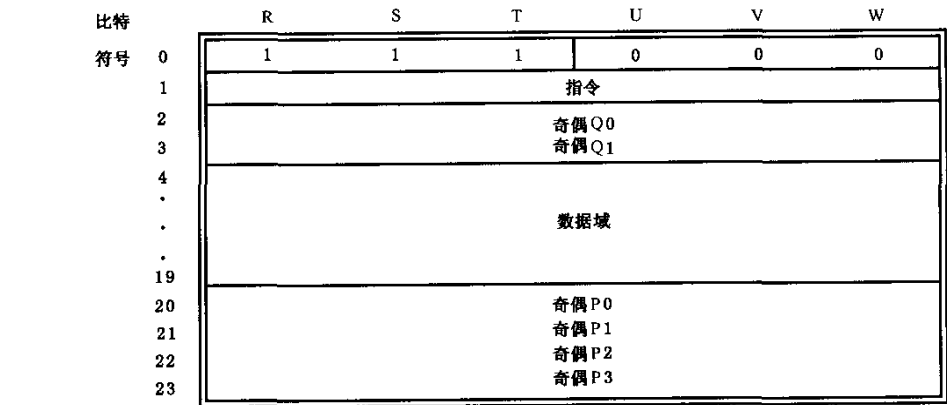 比特 R S T U V W
符号 0 1 1 1 0 0 0
1 指令
2 奇偶Q0
3 奇偶Q1
4
·
· 数据域
·
19
20 奇偶P0
21 奇偶P1
22 奇偶P2
23 奇偶P3